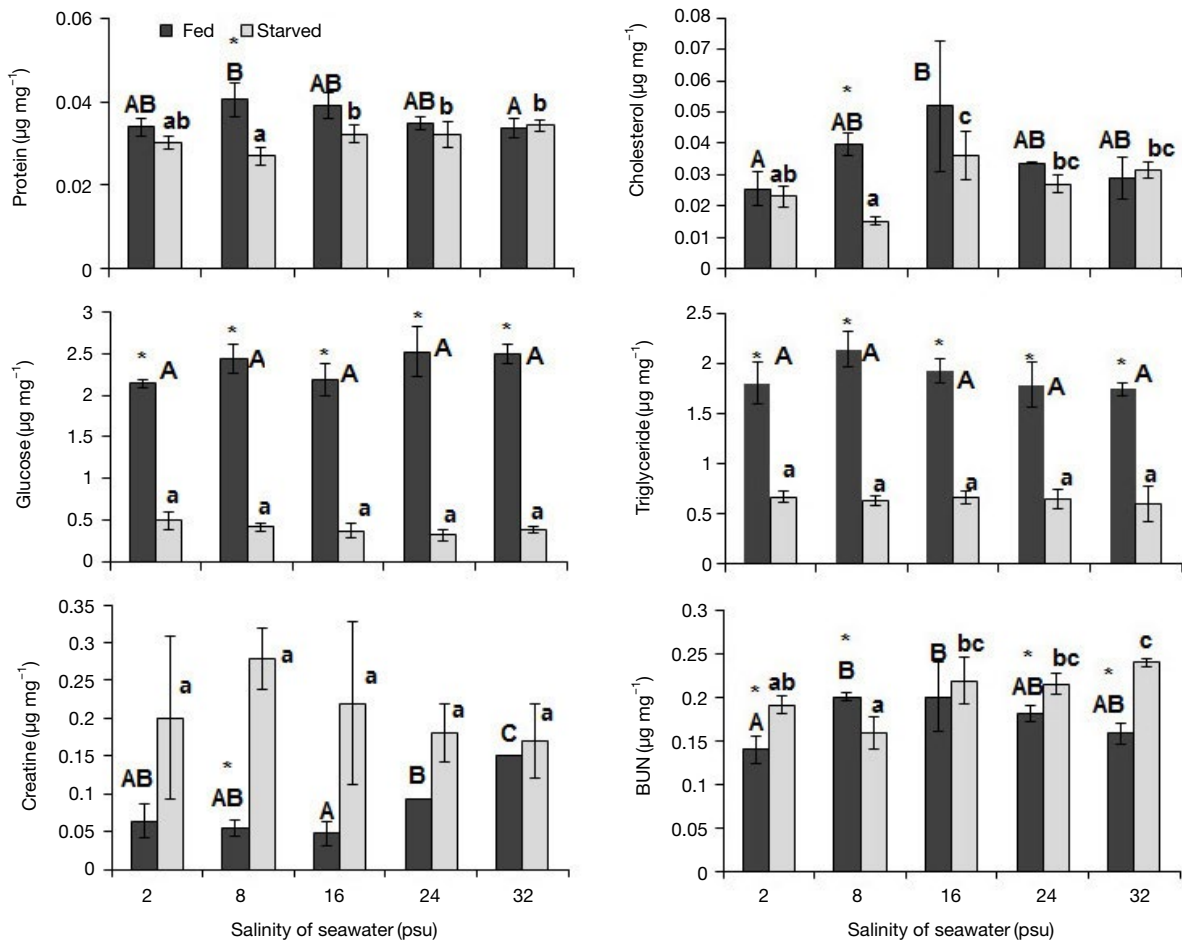 Fed Starved
Protein (µg mg⁻¹)
0.06
0.04
0.02
0
AB
ab
*
B
a
AB
b
AB
b
A
b
Cholesterol (µg mg⁻¹)
0.08
0.07
0.06
0.05
0.04
0.03
0.02
0.01
0
A
ab
*
AB
a
B
c
AB
bc
AB
bc
Glucose (µg mg⁻¹)
3
2.5
2
1.5
1
0.5
0
*
A
a
*
A
a
*
A
a
*
A
a
*
A
a
Triglyceride (µg mg⁻¹)
2.5
2
1.5
1
0.5
0
*
A
a
*
A
a
*
A
a
*
A
a
*
A
a
Creatine (µg mg⁻¹)
0.35
0.3
0.25
0.2
0.15
0.1
0.05
0
AB
a
*
AB
a
A
a
B
a
C
a
2 8 16 24 32
Salinity of seawater (psu)
BUN (µg mg⁻¹)
0.3
0.25
0.2
0.15
0.1
0.05
0
*
A
ab
*
B
a
B
bc
*
AB
bc
*
AB
c
2 8 16 24 32
Salinity of seawater (psu)